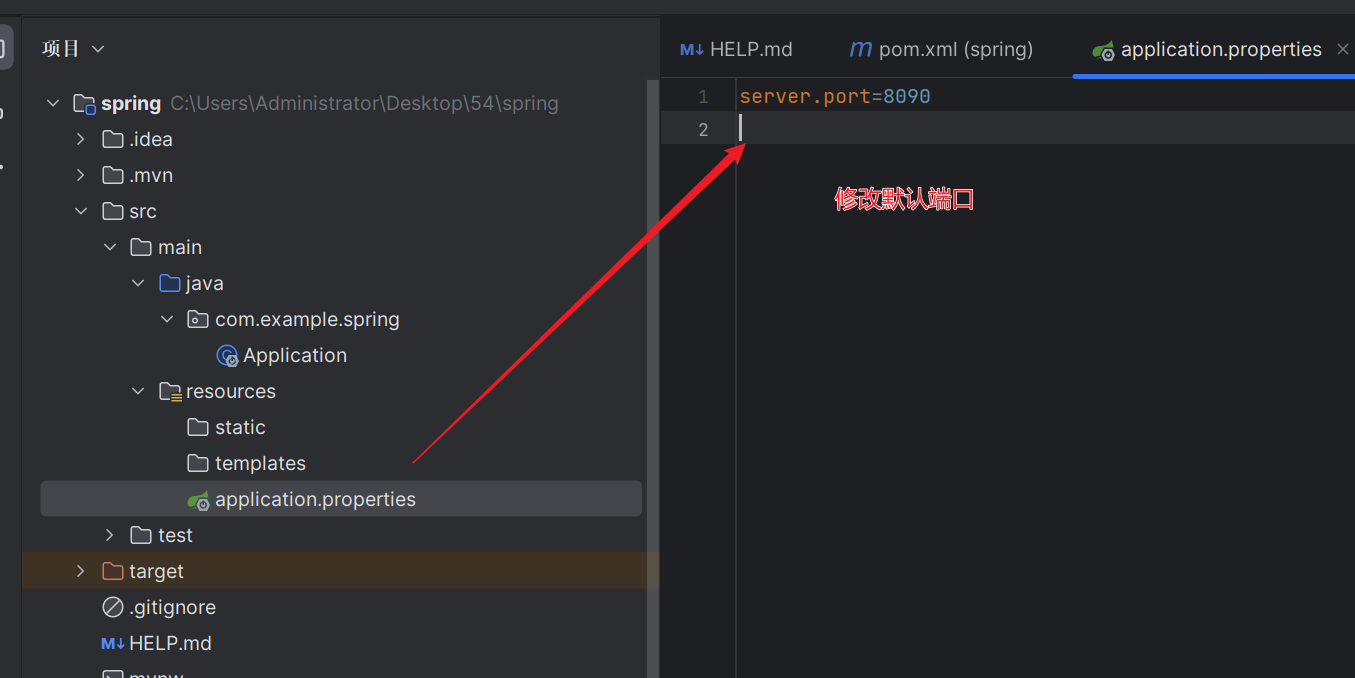 项目
spring C:\Users\Administrator\Desktop\54\spring
.idea
.mvn
src
main
java
com.example.spring
Application
resources
static
templates
application.properties
test
target
.gitignore
HELP.md
mvnw
HELP.md
pom.xml (spring)
application.properties
1 server.port=8090
2
修改默认端口